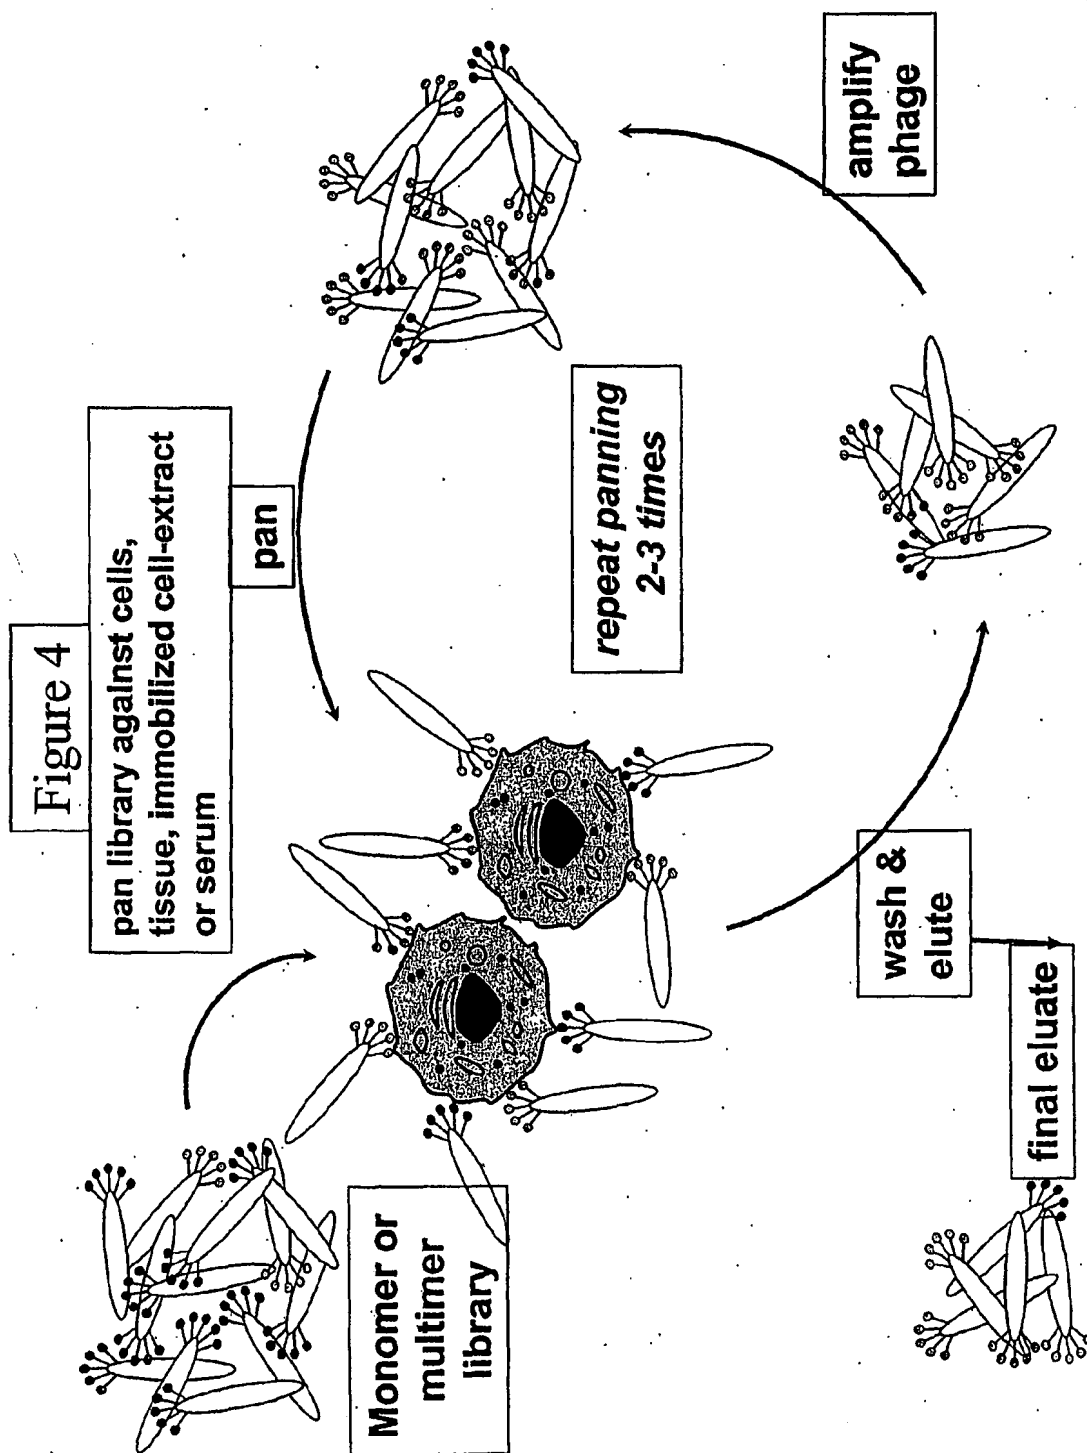 Figure 4
pan library against cells,
tissue, immobilized cell-extract
or serum
pan
Monomer or
multimer
library
repeat panning
2-3 times
amplify
phage
wash &
elute
final eluate